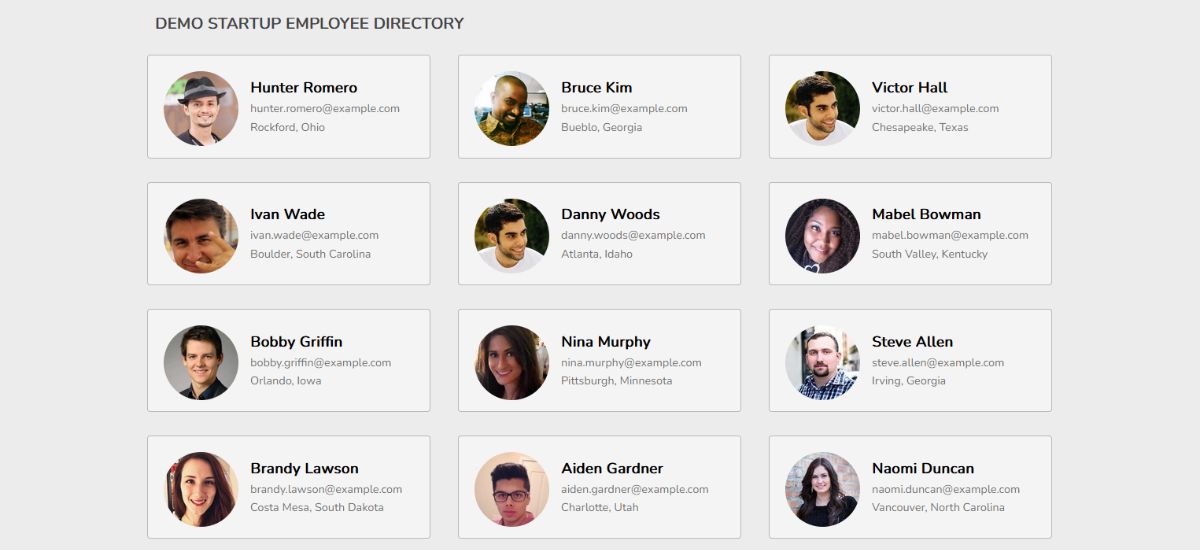 DEMO STARTUP EMPLOYEE DIRECTORY
Hunter Romero
hunter.romero@example.com
Rockford, Ohio
Bruce Kim
bruce.kim@example.com
Bueblo, Georgia
Victor Hall
victor.hall@example.com
Chesapeake, Texas
Ivan Wade
ivan.wade@example.com
Boulder, South Carolina
Danny Woods
danny.woods@example.com
Atlanta, Idaho
Mabel Bowman
mabel.bowman@example.com
South Valley, Kentucky
Bobby Griffin
bobby.griffin@example.com
Orlando, Iowa
Nina Murphy
nina.murphy@example.com
Pittsburgh, Minnesota
Steve Allen
steve.allen@example.com
Irving, Georgia
Brandy Lawson
brandy.lawson@example.com
Costa Mesa, South Dakota
Aiden Gardner
aiden.gardner@example.com
Charlotte, Utah
Naomi Duncan
naomi.duncan@example.com
Vancouver, North Carolina